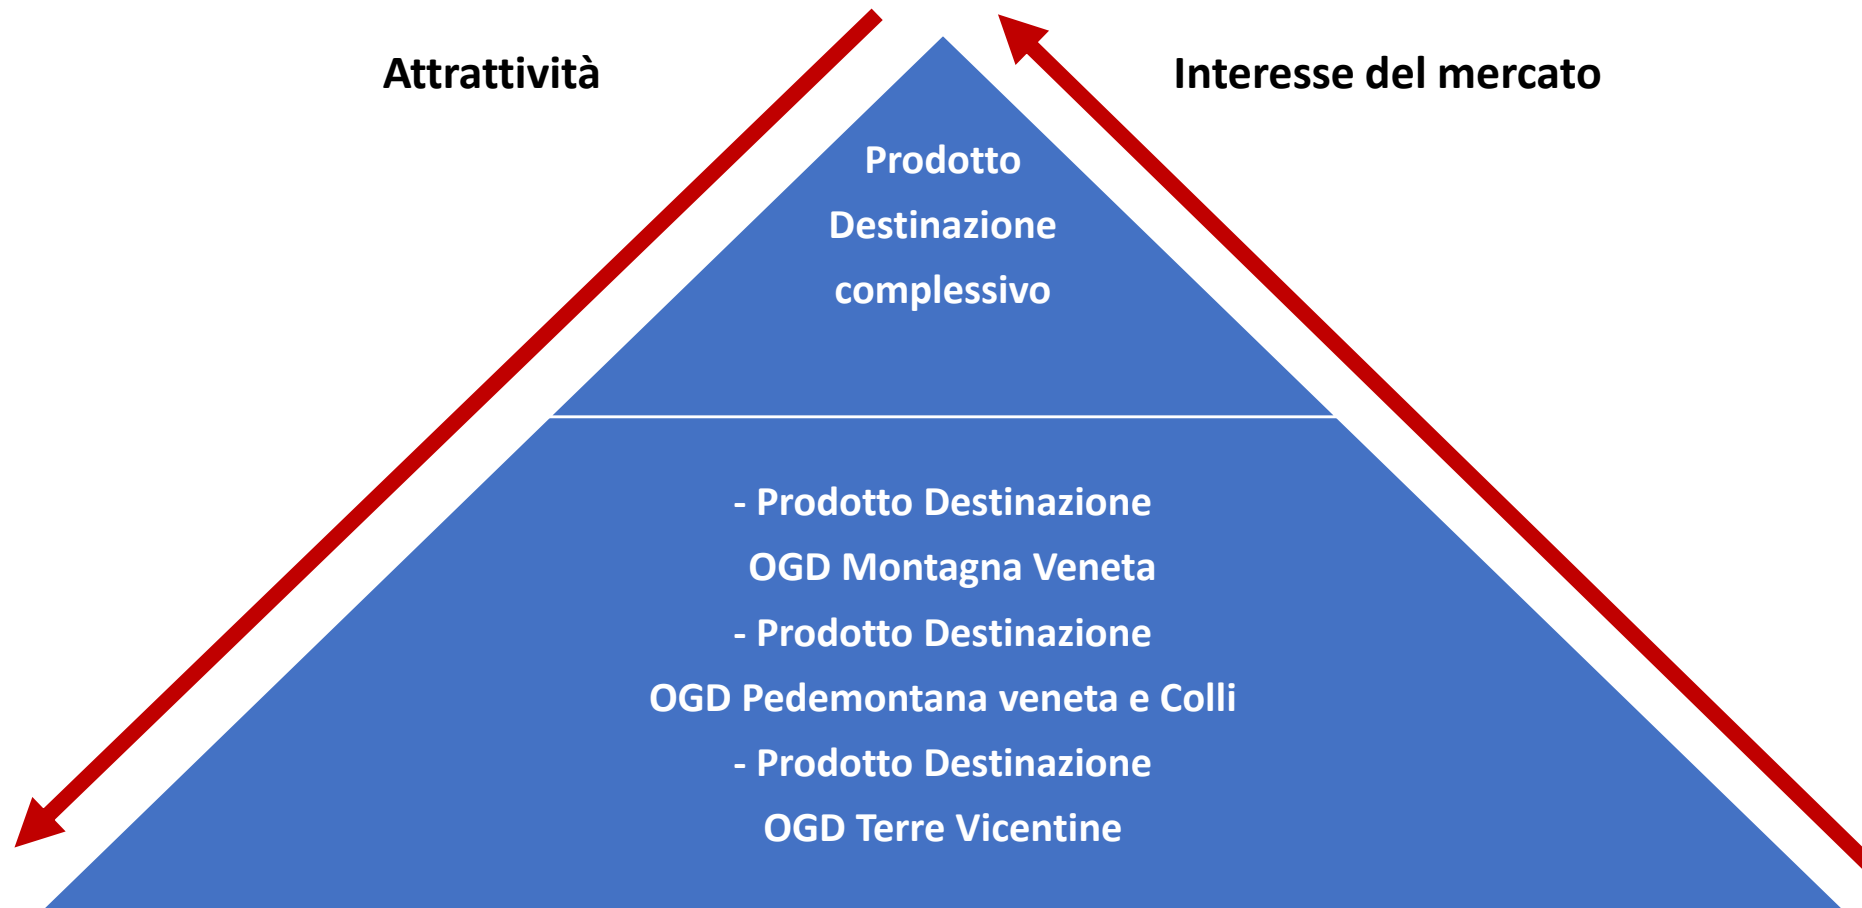 Attrattività
Interesse del mercato
Prodotto
Destinazione
complessivo
- Prodotto Destinazione
OGD Montagna Veneta
- Prodotto Destinazione
OGD Pedemontana veneta e Colli
- Prodotto Destinazione
OGD Terre Vicentine